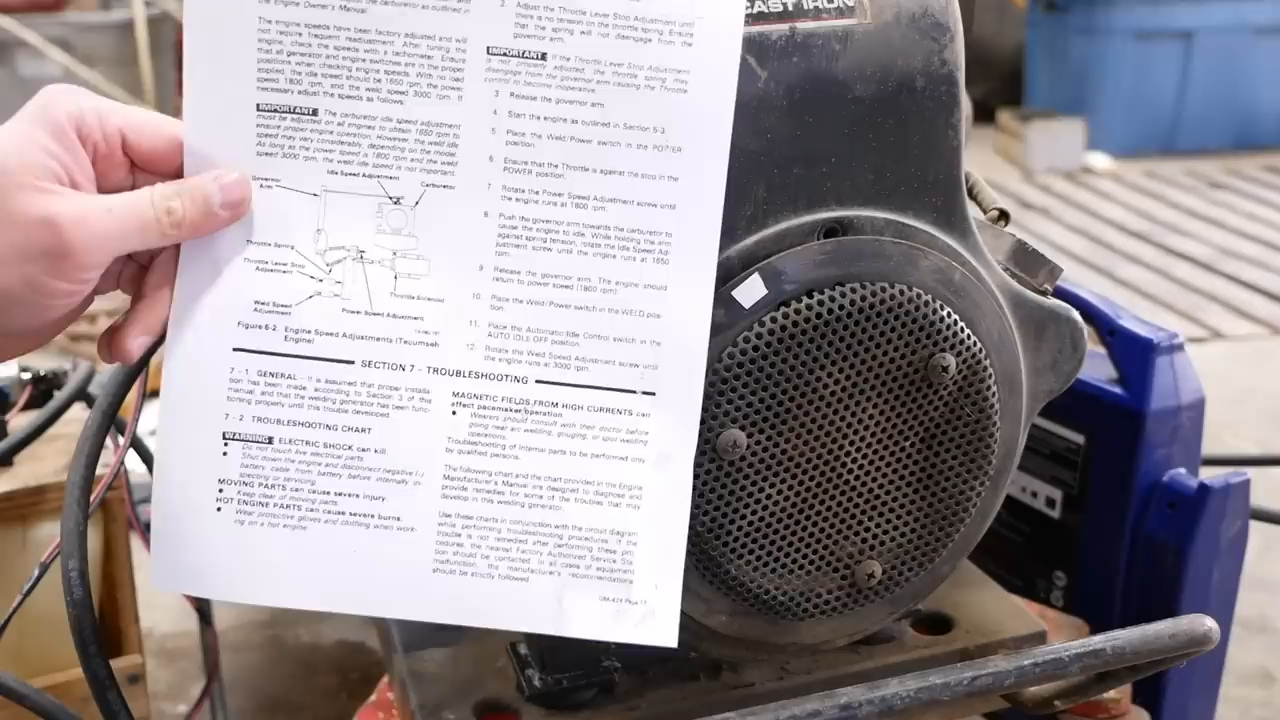 the carburetor as outlined in
the Engine Owner's Manual.
The engine speeds have been factory adjusted and will
not require frequent readjustment. After tuning the
engine, check the speeds with a tachometer. Ensure
that all generator and engine switches are in the proper
positions when checking engine speeds. With no load
applied, the idle speed should be 1650 rpm, the power
speed 1800 rpm, and the weld speed 3000 rpm. If
necessary adjust the speeds as follows:
IMPORTANT: The carburetor idle speed adjustment
must be adjusted on all engines to obtain 1650 rpm to
ensure proper engine operation. However, the weld idle
speed may vary considerably, depending on the model.
As long as the power speed is 1800 rpm and the weld
speed 3000 rpm, the weld idle speed is not important.
Idle Speed Adjustment
Governor
Arm
Carburetor
Throttle Spring
Throttle Lever Stop
Adjustment
Throttle Solenoid
Weld Speed
Adjustment
Power Speed Adjustment
Figure 6-2. Engine Speed Adjustments (Tecumseh
Engine)
2. Adjust the Throttle Lever Stop Adjustment until
there is no tension on the throttle spring. Ensure
that the spring will not disengage from the
governor arm.
IMPORTANT: If the Throttle Lever Stop Adjustment
is not properly adjusted, the throttle spring may
disengage from the governor arm causing the Throttle
control to become inoperative.
3. Release the governor arm.
4. Start the engine as outlined in Section 5-3.
5. Place the Weld/Power switch in the POWER
position.
6. Ensure that the Throttle is against the stop in the
POWER position.
7. Rotate the Power Speed Adjustment screw until
the engine runs at 1800 rpm.
8. Push the governor arm towards the carburetor to
cause the engine to idle. While holding the arm
against spring tension, rotate the Idle Speed Ad-
justment screw until the engine runs at 1650
rpm.
9. Release the governor arm. The engine should
return to power speed (1800 rpm).
10. Place the Weld/Power switch in the WELD posi-
tion.
11. Place the Automatic Idle Control switch in the
AUTO IDLE OFF position.
12. Rotate the Weld Speed Adjustment screw until
the engine runs at 3000 rpm.
SECTION 7 - TROUBLESHOOTING
7 - 1 GENERAL - It is assumed that proper installa-
tion has been made, according to Section 3 of this
manual, and that the welding generator has been func-
tioning properly until this trouble developed.
7 - 2 TROUBLESHOOTING CHART
WARNING: ELECTRIC SHOCK can kill.
● Do not touch live electrical parts.
● Shut down the engine and disconnect negative (-)
battery cable from battery before internally in-
specting or servicing.
MOVING PARTS can cause severe injury.
● Keep clear of moving parts.
HOT ENGINE PARTS can cause severe burns.
● Wear protective gloves and clothing when work-
ing on a hot engine.
MAGNETIC FIELDS FROM HIGH CURRENTS can
affect pacemaker operation.
● Wearers should consult with their doctor before
going near arc welding, gouging, or spot welding
operations.
Troubleshooting of internal parts to be performed only
by qualified persons.
The following chart and the chart provided in the Engine
Manufacturer's Manual are designed to diagnose and
provide remedies for some of the troubles that may
develop in this welding generator.
Use these charts in conjunction with the circuit diagram
while performing troubleshooting procedures. If the
trouble is not remedied after performing these pro-
cedures, the nearest Factory Authorized Service Sta-
tion should be contacted. In all cases of equipment
malfunction, the manufacturer's recommendations
should be strictly followed.
OM-424 Page 17
CAST IRON